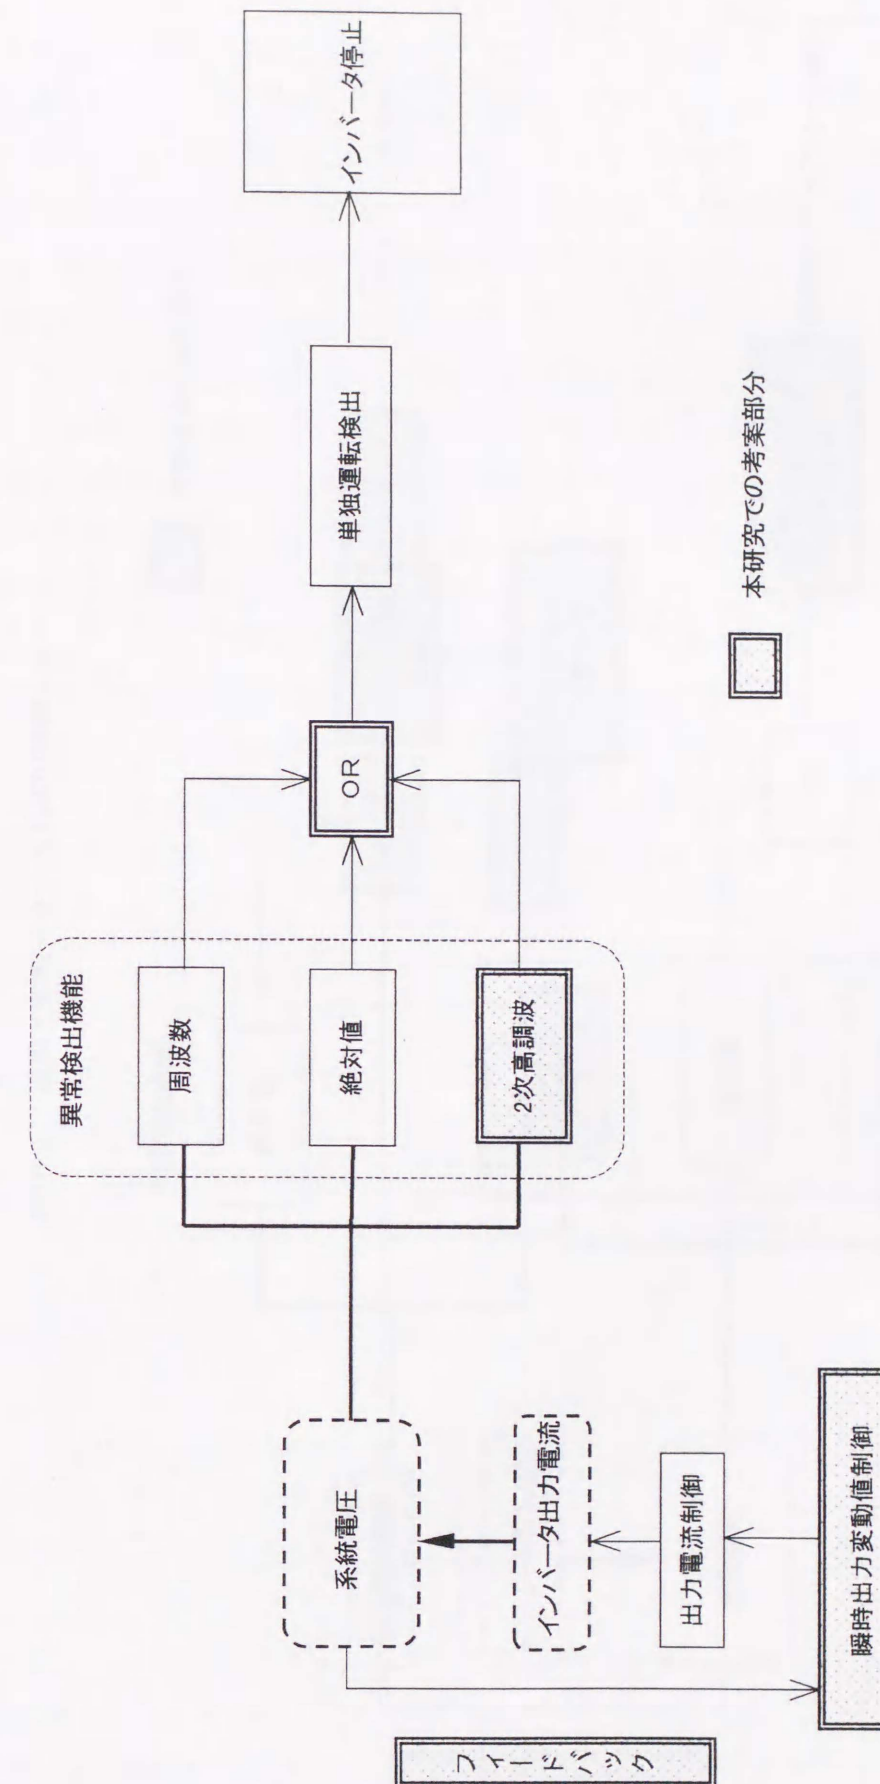 フィードバック
系統電圧
インバータ出力電流
出力電流制御
瞬時出力変動値制御
異常検出機能
周波数
絶対値
2次高調波
OR
単独運転検出
インバータ停止
本研究での考案部分